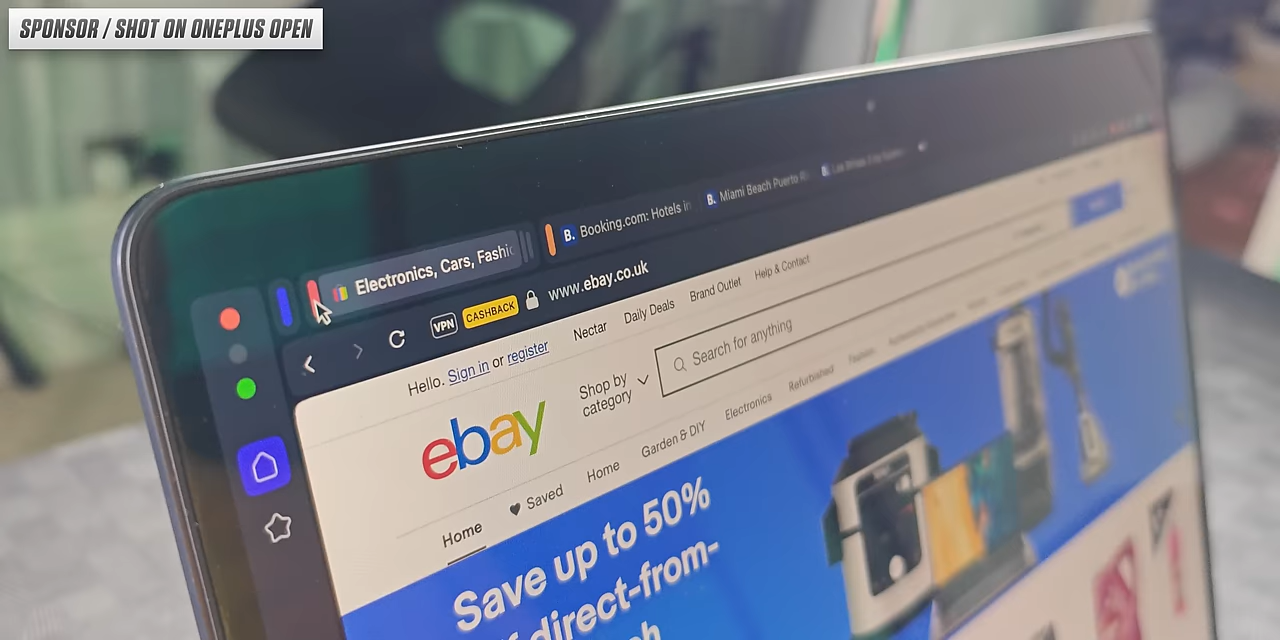 SPONSOR / SHOT ON ONEPLUS OPEN
Electronics, Cars, Fashic
B. Booking.com: Hotels in
B. Miami Beach Puerto
VPN CASHBACK www.ebay.co.uk
Hello. Sign in or register
Nectar
Daily Deals
Brand Outlet
Help & Contact
ebay
Shop by
category
Search for anything
Home
Saved
Home
Garden & DIY
Electronics
Refurbished
Fashion
Save up to 50%
direct-from-